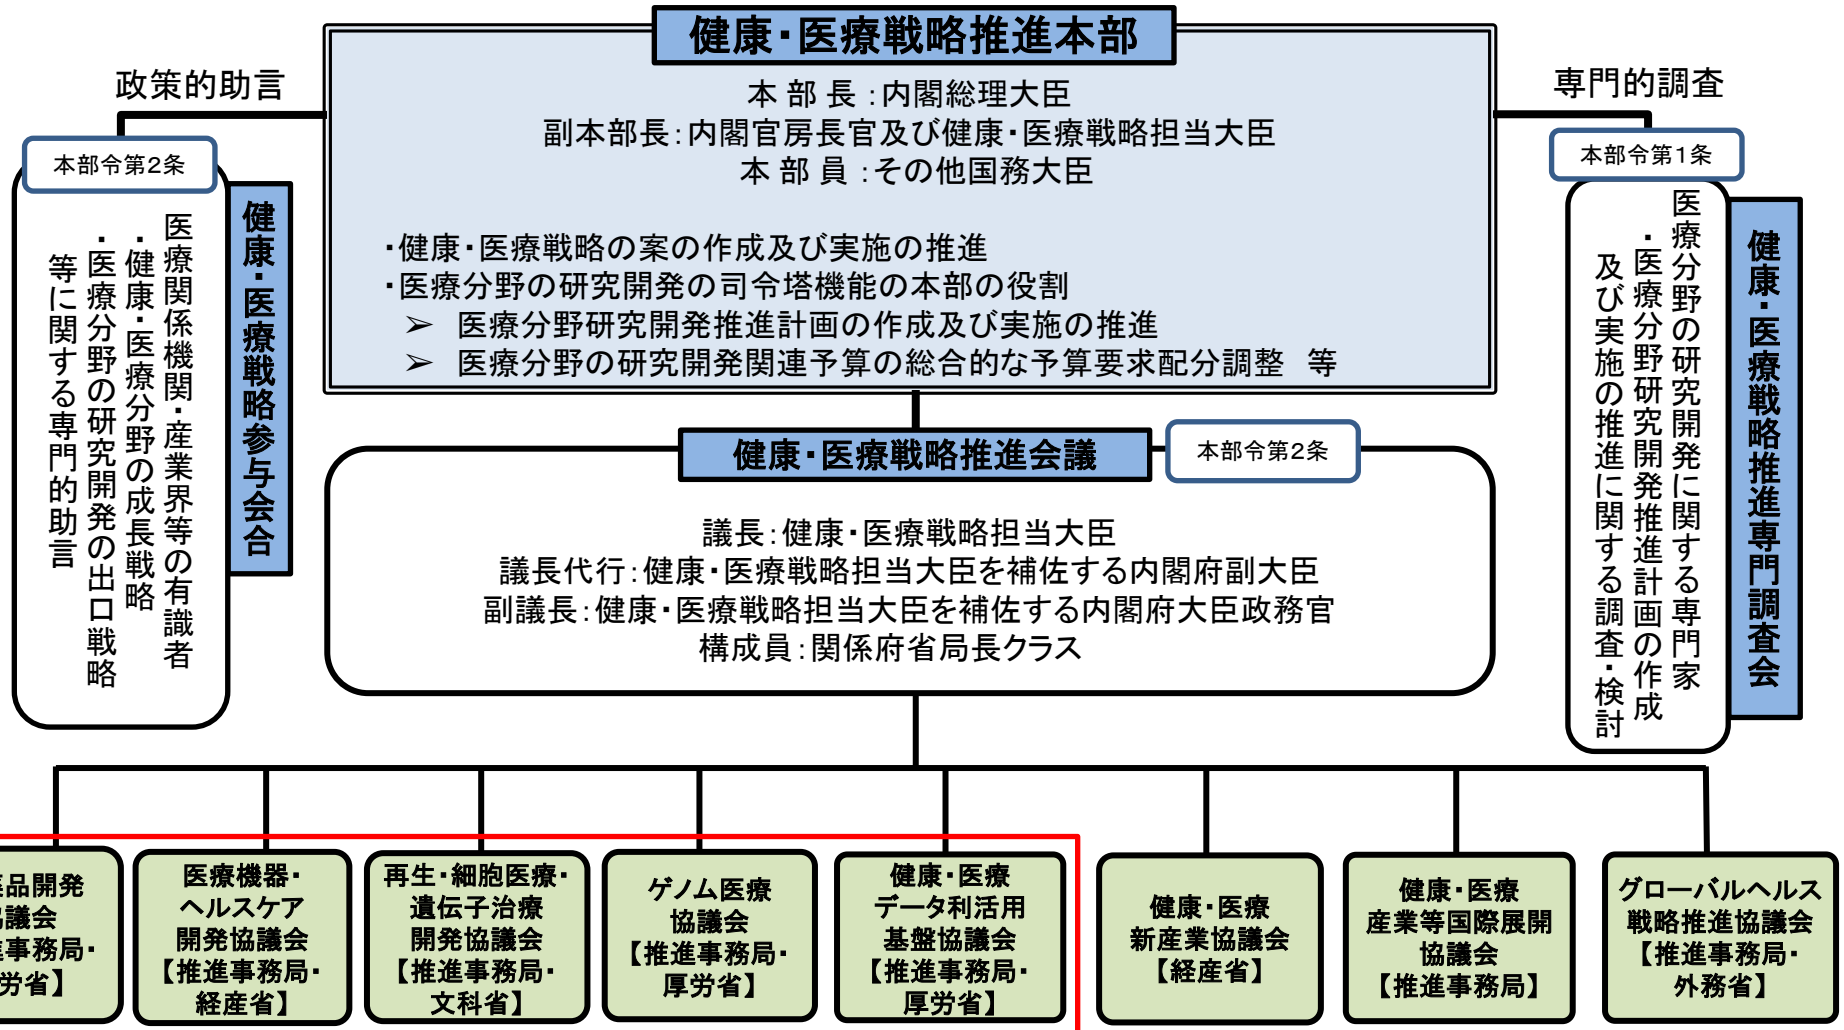 健康・医療戦略推進本部
政策的助言
専門的調査
本 部 長 ：内閣総理大臣
副本部長：内閣官房長官及び健康・医療戦略担当大臣
本 部 員 ：その他国務大臣
・健康・医療戦略の案の作成及び実施の推進
・医療分野の研究開発の司令塔機能の本部の役割
➢ 医療分野研究開発推進計画の作成及び実施の推進
➢ 医療分野の研究開発関連予算の総合的な予算要求配分調整 等
本部令第2条
健康・医療戦略参与会合
医療関係機関・産業界等の有識者
・健康・医療分野の成長戦略
・医療分野の研究開発の出口戦略
等に関する専門的助言
本部令第1条
健康・医療戦略推進専門調査会
医療分野の研究開発に関する専門家
・医療分野研究開発推進計画の作成
及び実施の推進に関する調査・検討
健康・医療戦略推進会議
本部令第2条
議長：健康・医療戦略担当大臣
議長代行：健康・医療戦略担当大臣を補佐する内閣府副大臣
副議長：健康・医療戦略担当大臣を補佐する内閣府大臣政務官
構成員：関係府省局長クラス
品開発
議会
事務局・
労省】
医療機器・
ヘルスケア
開発協議会
【推進事務局・
経産省】
再生・細胞医療・
遺伝子治療
開発協議会
【推進事務局・
文科省】
ゲノム医療
協議会
【推進事務局・
厚労省】
健康・医療
データ利活用
基盤協議会
【推進事務局・
厚労省】
健康・医療
新産業協議会
【経産省】
健康・医療
産業等国際展開
協議会
【推進事務局】
グローバルヘルス
戦略推進協議会
【推進事務局・
外務省】